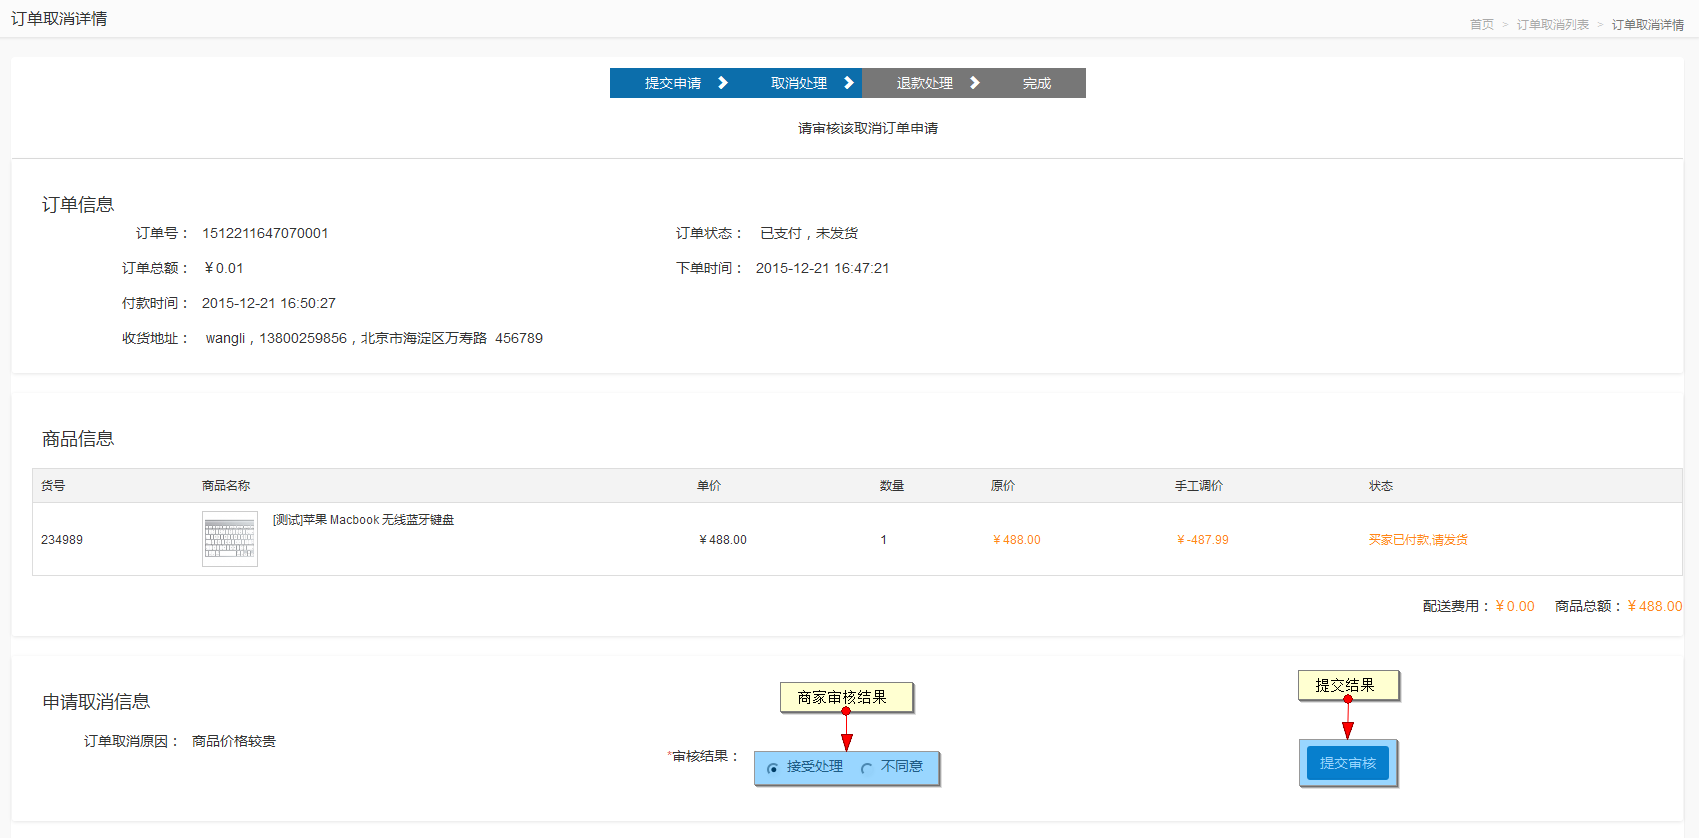 订单取消详情
首页 > 订单取消列表 > 订单取消详情
提交申请 取消处理 退款处理 完成
请审核该取消订单申请
订单信息
订单号： 1512211647070001 订单状态： 已支付，未发货
订单总额： ￥0.01 下单时间： 2015-12-21 16:47:21
付款时间： 2015-12-21 16:50:27
收货地址： wangli，13800259856，北京市海淀区万寿路 456789
商品信息
货号 商品名称 单价 数量 原价 手工调价 状态
[测试]苹果 Macbook 无线蓝牙键盘
234989 ￥488.00 1 ￥488.00 ￥-487.99 买家已付款,请发货
配送费用：￥0.00 商品总额：￥488.00
申请取消信息
商家审核结果 提交结果
订单取消原因： 商品价格较贵
*审核结果： 接受处理 不同意 提交审核